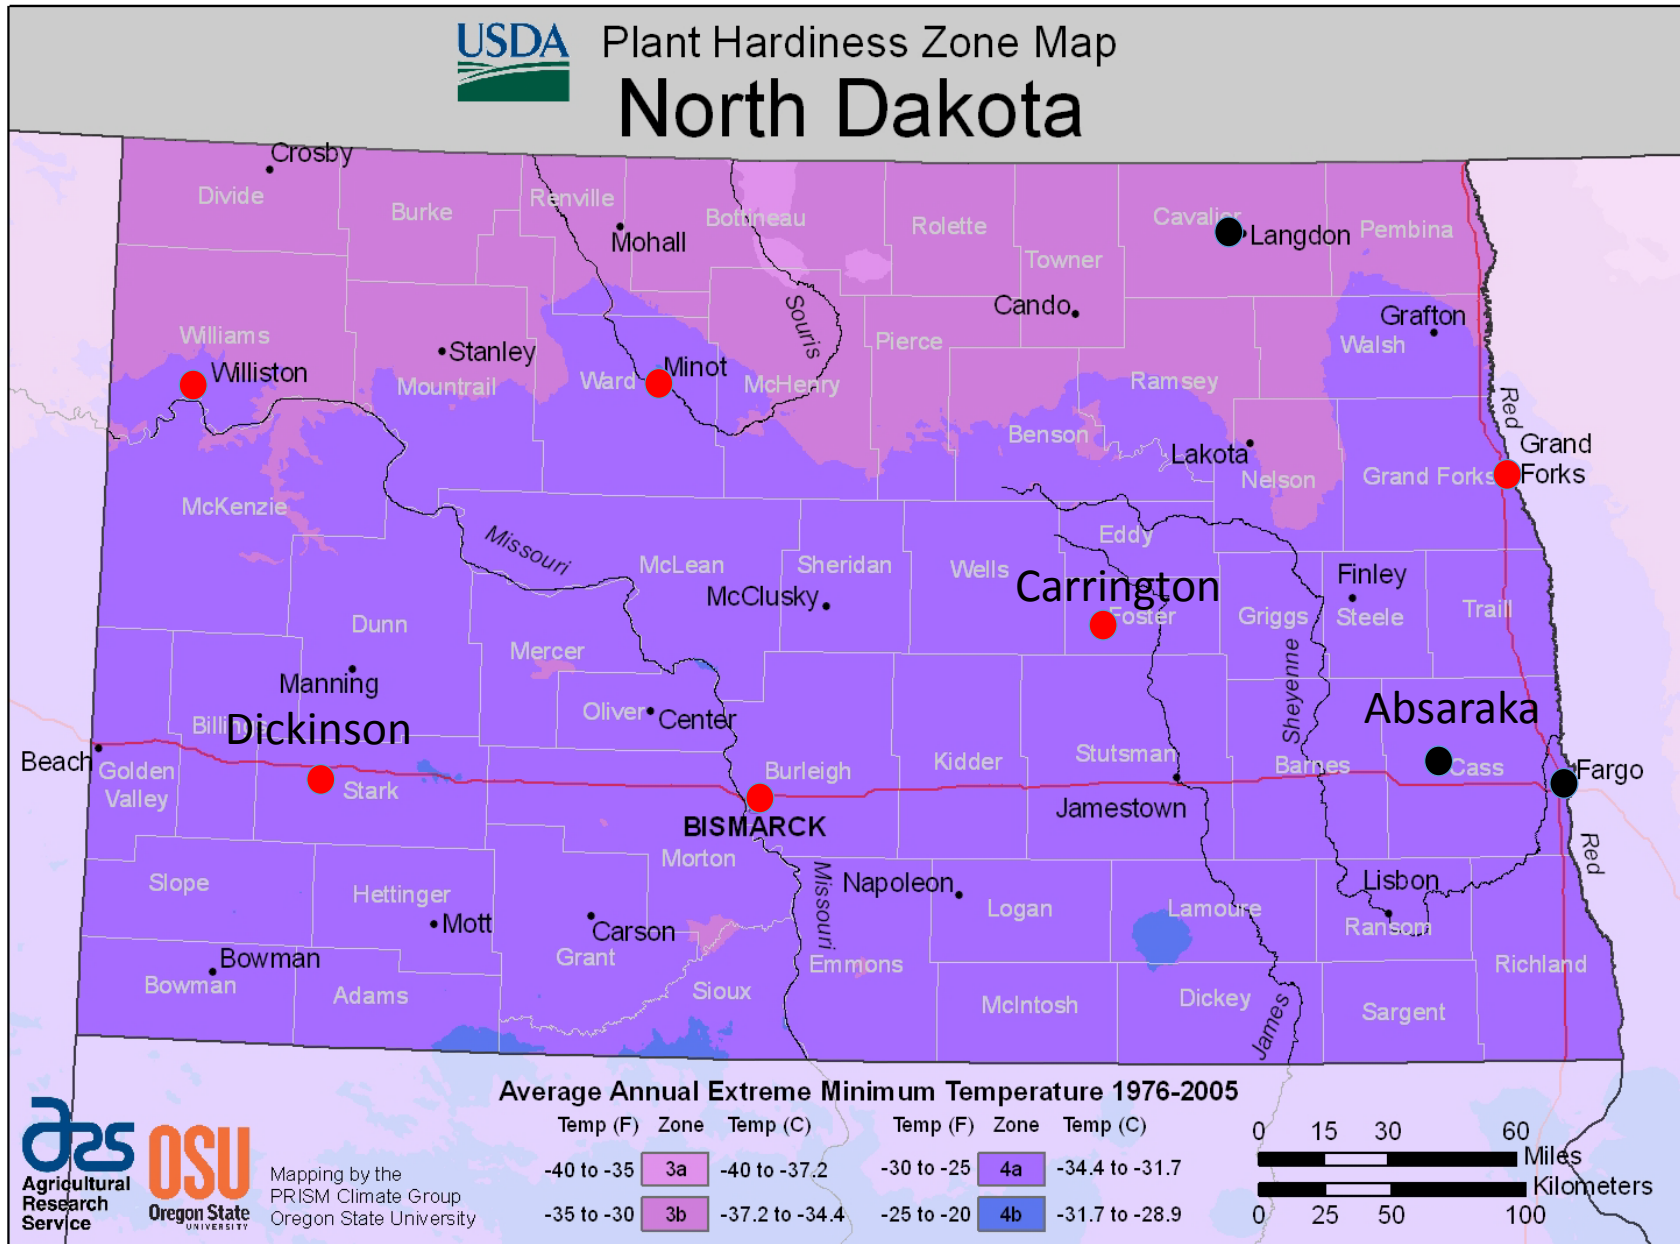 USDA
Plant Hardiness Zone Map
North Dakota
Crosby
Divide
Burke
Renville
Bottineau
Mohall
Rolette
Towner
Cavalier
Langdon
Pembina
Cando
Souris
Pierce
Grafton
Walsh
Williams
Williston
Stanley
Mountrail
Ward
Minot
McHenry
Ramsey
Benson
Lakota
Nelson
Red
Grand
Forks
Grand Forks
McKenzie
Missouri
McLean
McClusky
Sheridan
Wells
Eddy
Carrington
Foster
Griggs
Finley
Steele
Traill
Sheyenne
Dunn
Manning
Mercer
Oliver
Center
Billings
Dickinson
Absaraka
Beach
Golden
Valley
Stark
Burleigh
BISMARCK
Morton
Kidder
Stutsman
Jamestown
Barnes
Cass
Fargo
Red
Slope
Hettinger
Mott
Carson
Grant
Missouri
Napoleon
Logan
Lamoure
Lisbon
Ransom
Richland
Bowman
Bowman
Adams
Sioux
Emmons
McIntosh
Dickey
James
Sargent
Average Annual Extreme Minimum Temperature 1976-2005
Temp (F) Zone Temp (C) Temp (F) Zone Temp (C)
-40 to -35 3a -40 to -37.2 -30 to -25 4a -34.4 to -31.7
-35 to -30 3b -37.2 to -34.4 -25 to -20 4b -31.7 to -28.9
0 15 30 60
Miles
Kilometers
0 25 50 100
ars
Agricultural
Research
Service
OSU
Oregon State
UNIVERSITY
Mapping by the
PRISM Climate Group
Oregon State University